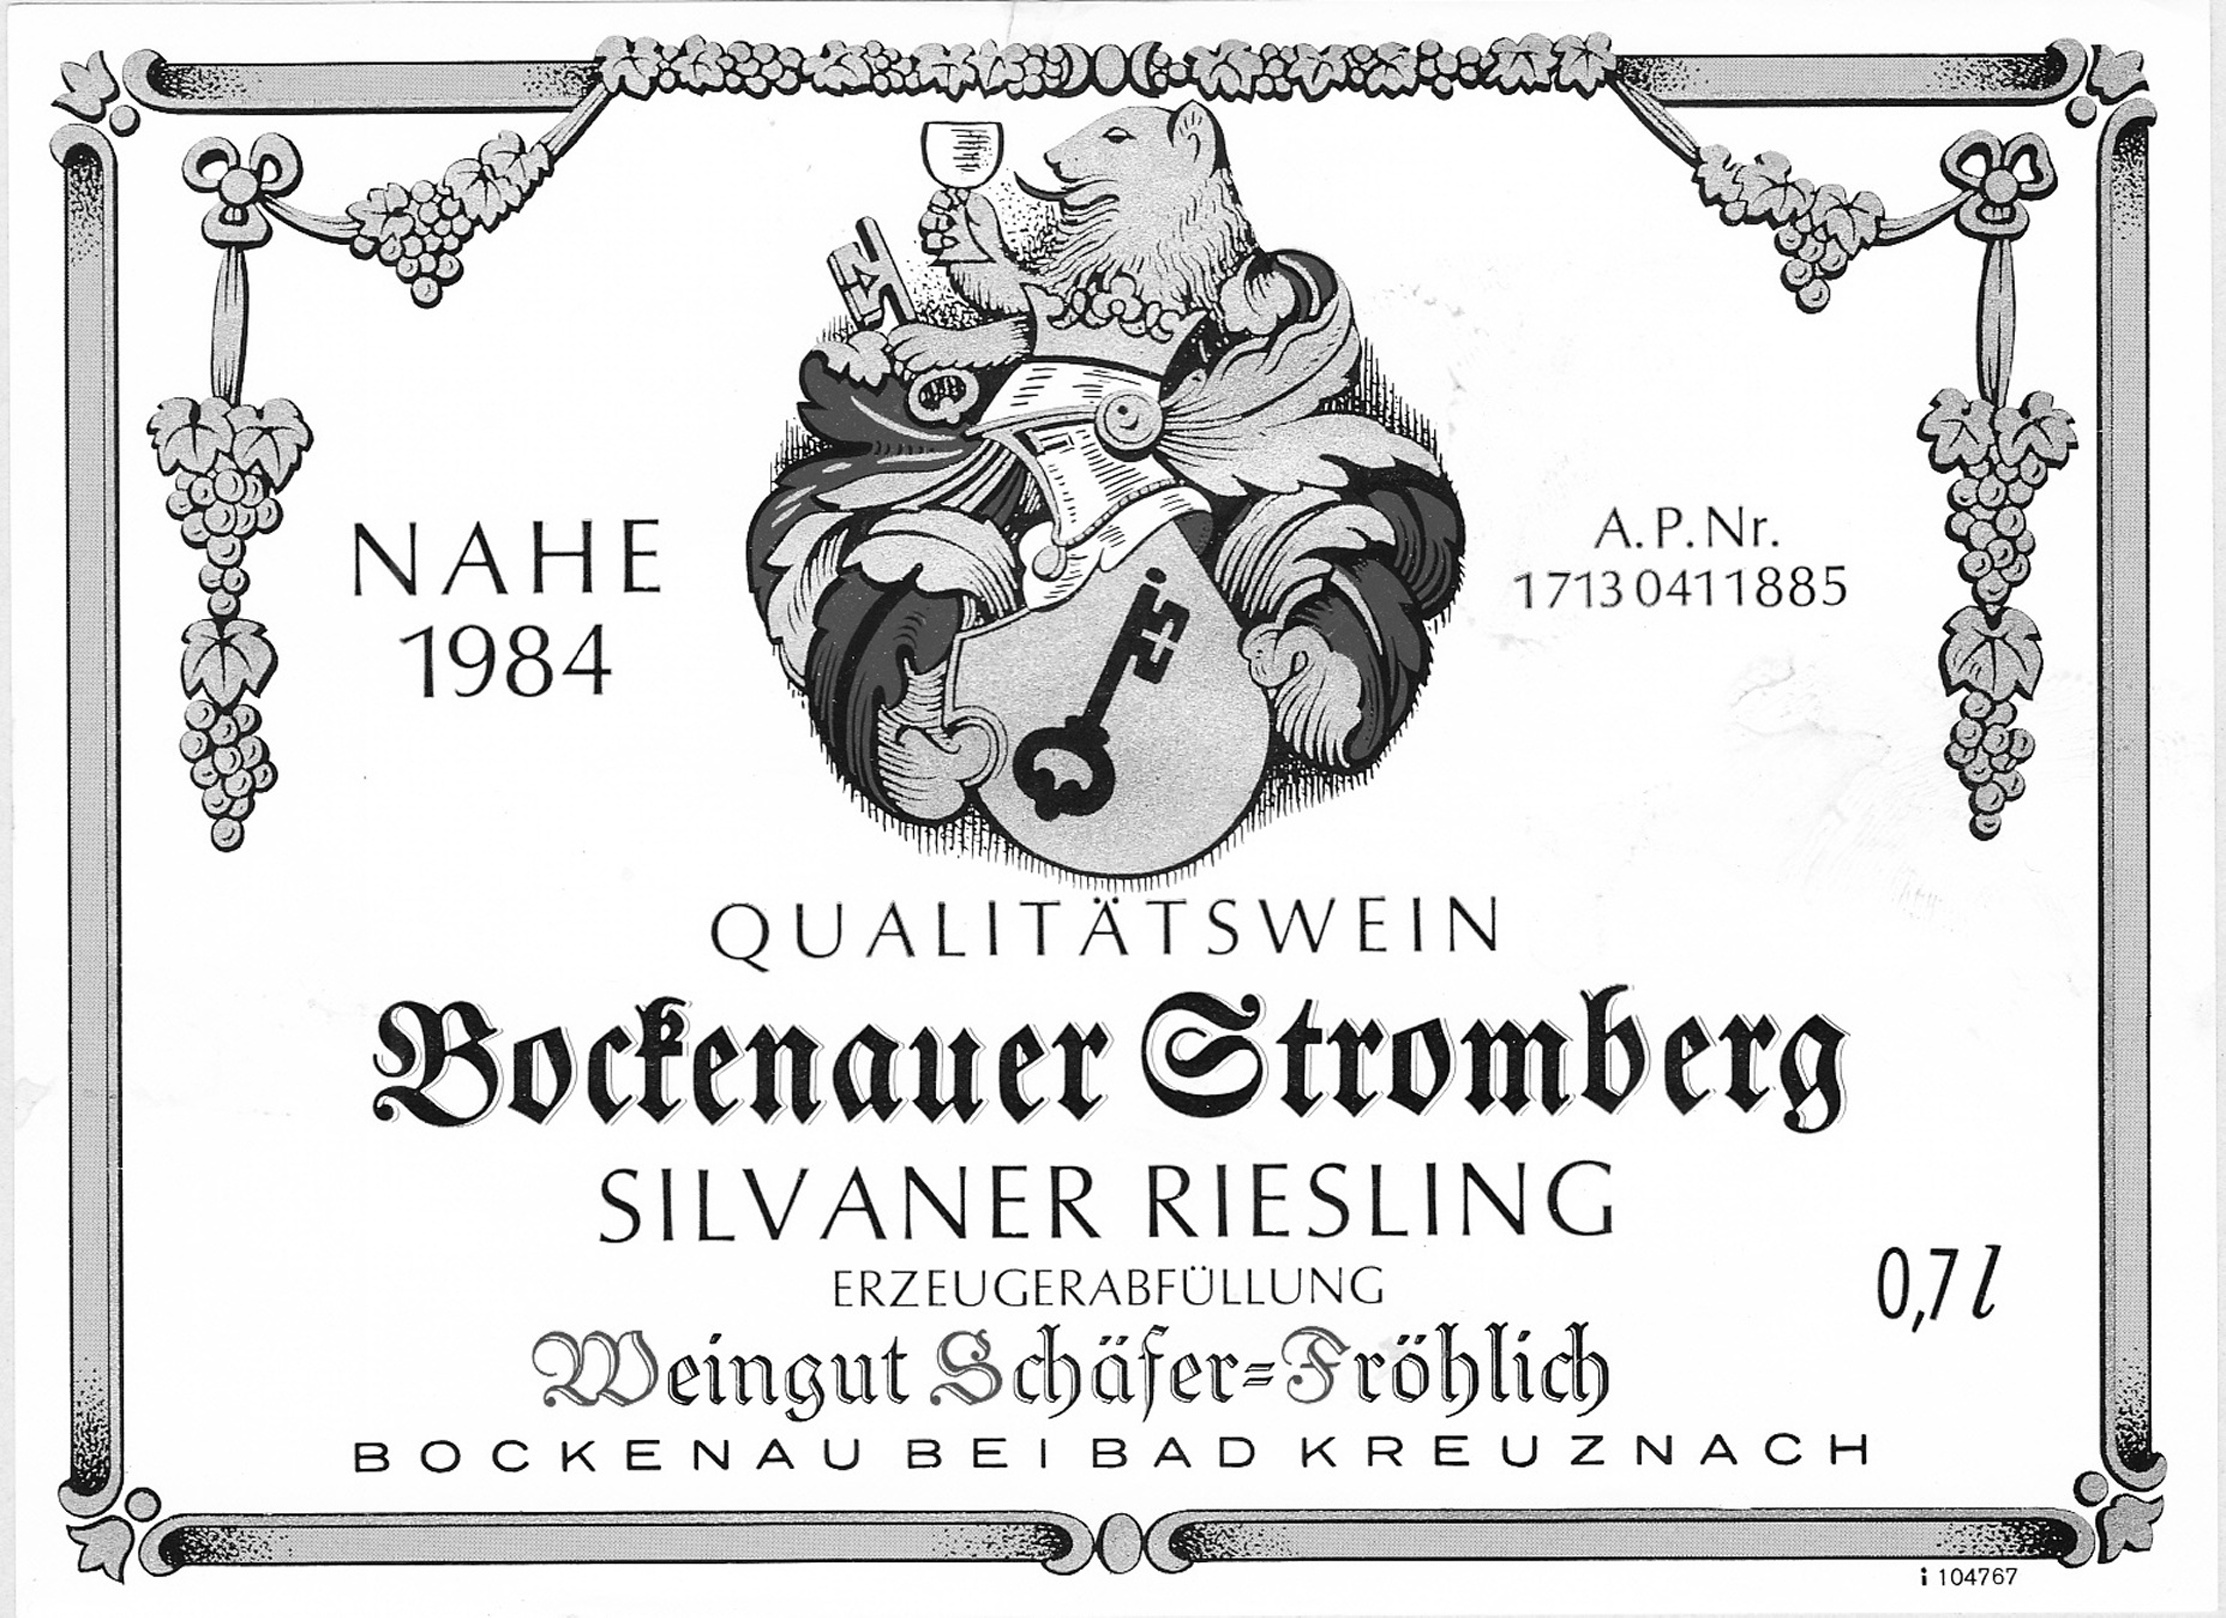 NAHE
1984
A.P.Nr.
1713 0411885
QUALITÄTSWEIN
Bockenauer Stromberg
SILVANER RIESLING
ERZEUGERABFÜLLUNG
0,7 l
Weingut Schäfer=Fröhlich
BOCKENAU BEI BAD KREUZNACH
i 104767